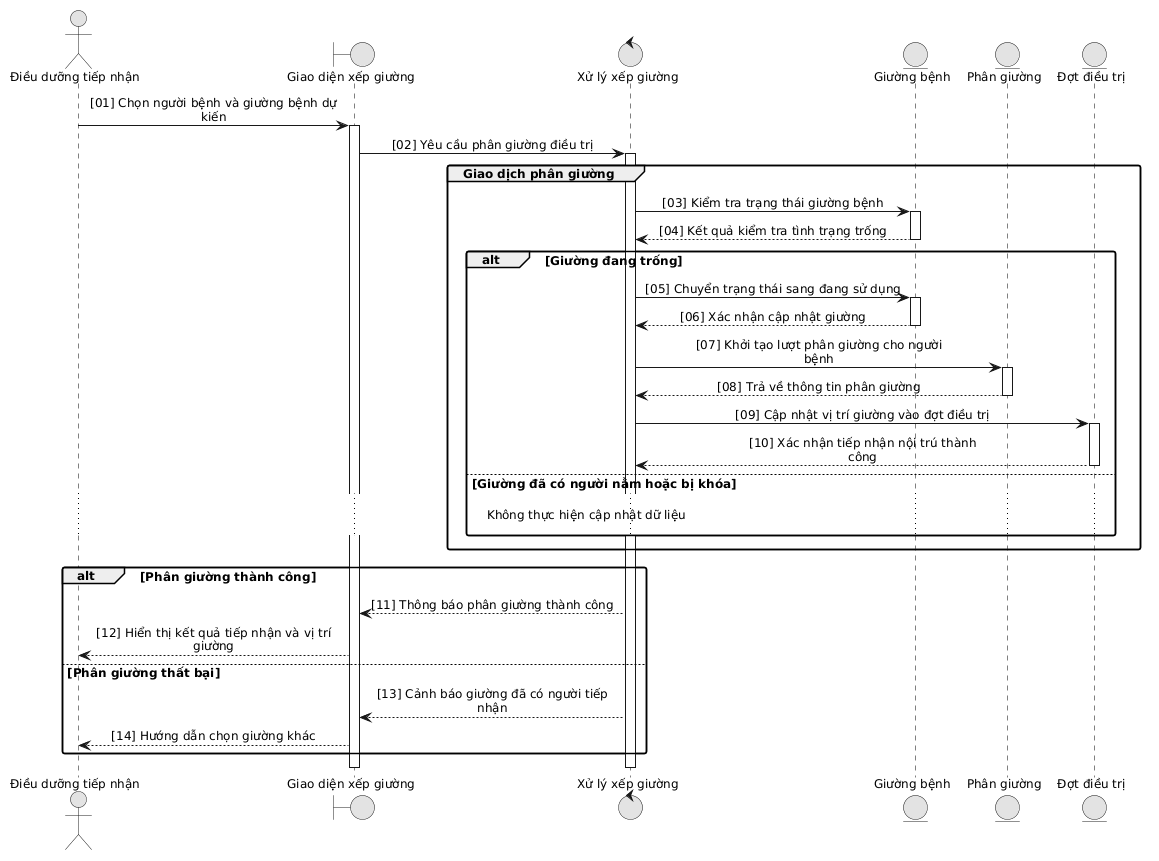 Điều dưỡng tiếp nhận
Giao diện xếp giường
Xử lý xếp giường
Giường bệnh
Phân giường
Đợt điều trị
[01] Chọn người bệnh và giường bệnh dự
kiến
[02] Yêu cầu phân giường điều trị
Giao dịch phân giường
[03] Kiểm tra trạng thái giường bệnh
[04] Kết quả kiểm tra tình trạng trống
alt
[Giường đang trống]
[05] Chuyển trạng thái sang đang sử dụng
[06] Xác nhận cập nhật giường
[07] Khởi tạo lượt phân giường cho người
bệnh
[08] Trả về thông tin phân giường
[09] Cập nhật vị trí giường vào đợt điều trị
[10] Xác nhận tiếp nhận nội trú thành
công
[Giường đã có người nằm hoặc bị khóa]
Không thực hiện cập nhật dữ liệu
alt
[Phân giường thành công]
[11] Thông báo phân giường thành công
[12] Hiển thị kết quả tiếp nhận và vị trí
giường
[Phân giường thất bại]
[13] Cảnh báo giường đã có người tiếp
nhận
[14] Hướng dẫn chọn giường khác
Điều dưỡng tiếp nhận
Giao diện xếp giường
Xử lý xếp giường
Giường bệnh
Phân giường
Đợt điều trị